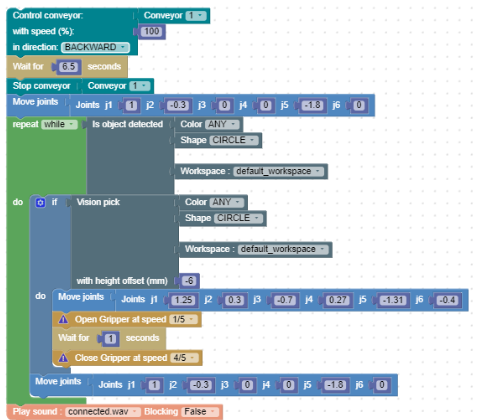 Control conveyor: Conveyor 1
with speed (%): 100
in direction: BACKWARD
Wait for 6.5 seconds
Stop conveyor Conveyor 1
Move joints Joints j1 1 j2 -0.3 j3 0 j4 0 j5 -1.8 j6 0
repeat while Is object detected Color ANY
Shape CIRCLE
Workspace : default_workspace
do if Vision pick Color ANY
Shape CIRCLE
Workspace : default_workspace
with height offset (mm) -6
do Move joints Joints j1 1.25 j2 0.3 j3 -0.7 j4 0.27 j5 -1.31 j6 -0.4
Open Gripper at speed 1/5
Wait for 1 seconds
Close Gripper at speed 4/5
Move joints Joints j1 1 j2 -0.3 j3 0 j4 0 j5 -1.8 j6 0
Play sound : connected.wav Blocking False